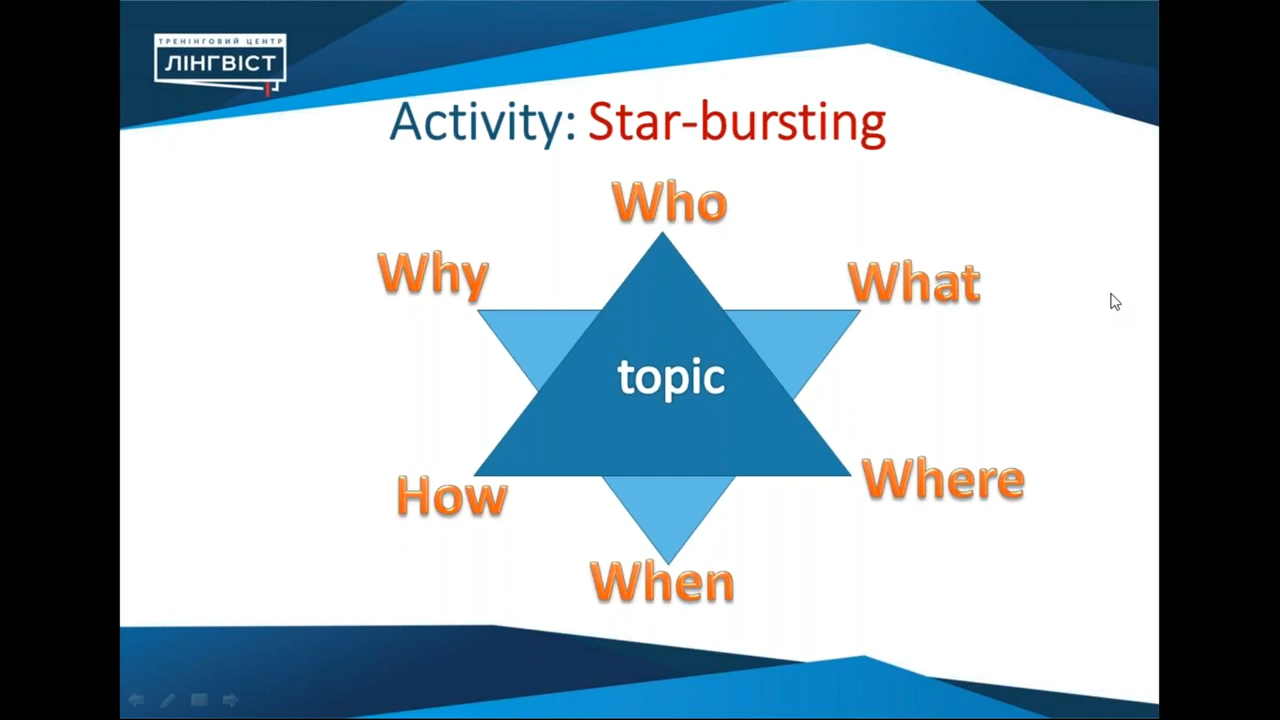 ТРЕНІНГОВИЙ ЦЕНТР
ЛІНГВІСТ
Activity: Star-bursting
Who
Why
What
topic
How
Where
When